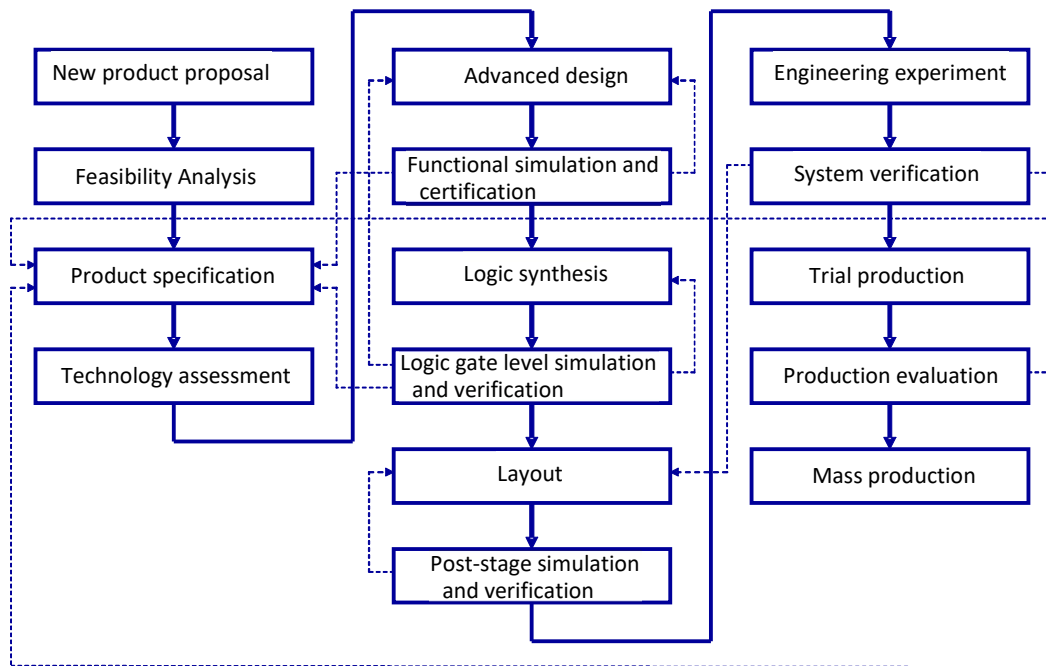 New product proposal
Feasibility Analysis
Product specification
Technology assessment
Advanced design
Functional simulation and
certification
Logic synthesis
Logic gate level simulation
and verification
Layout
Post-stage simulation
and verification
Engineering experiment
System verification
Trial production
Production evaluation
Mass production